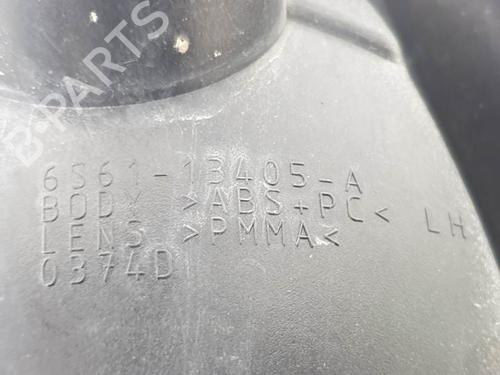 B-PARTS
6S61-13405-A
BODY >ABS+PC< LH
LENS >PMMA<
0374D